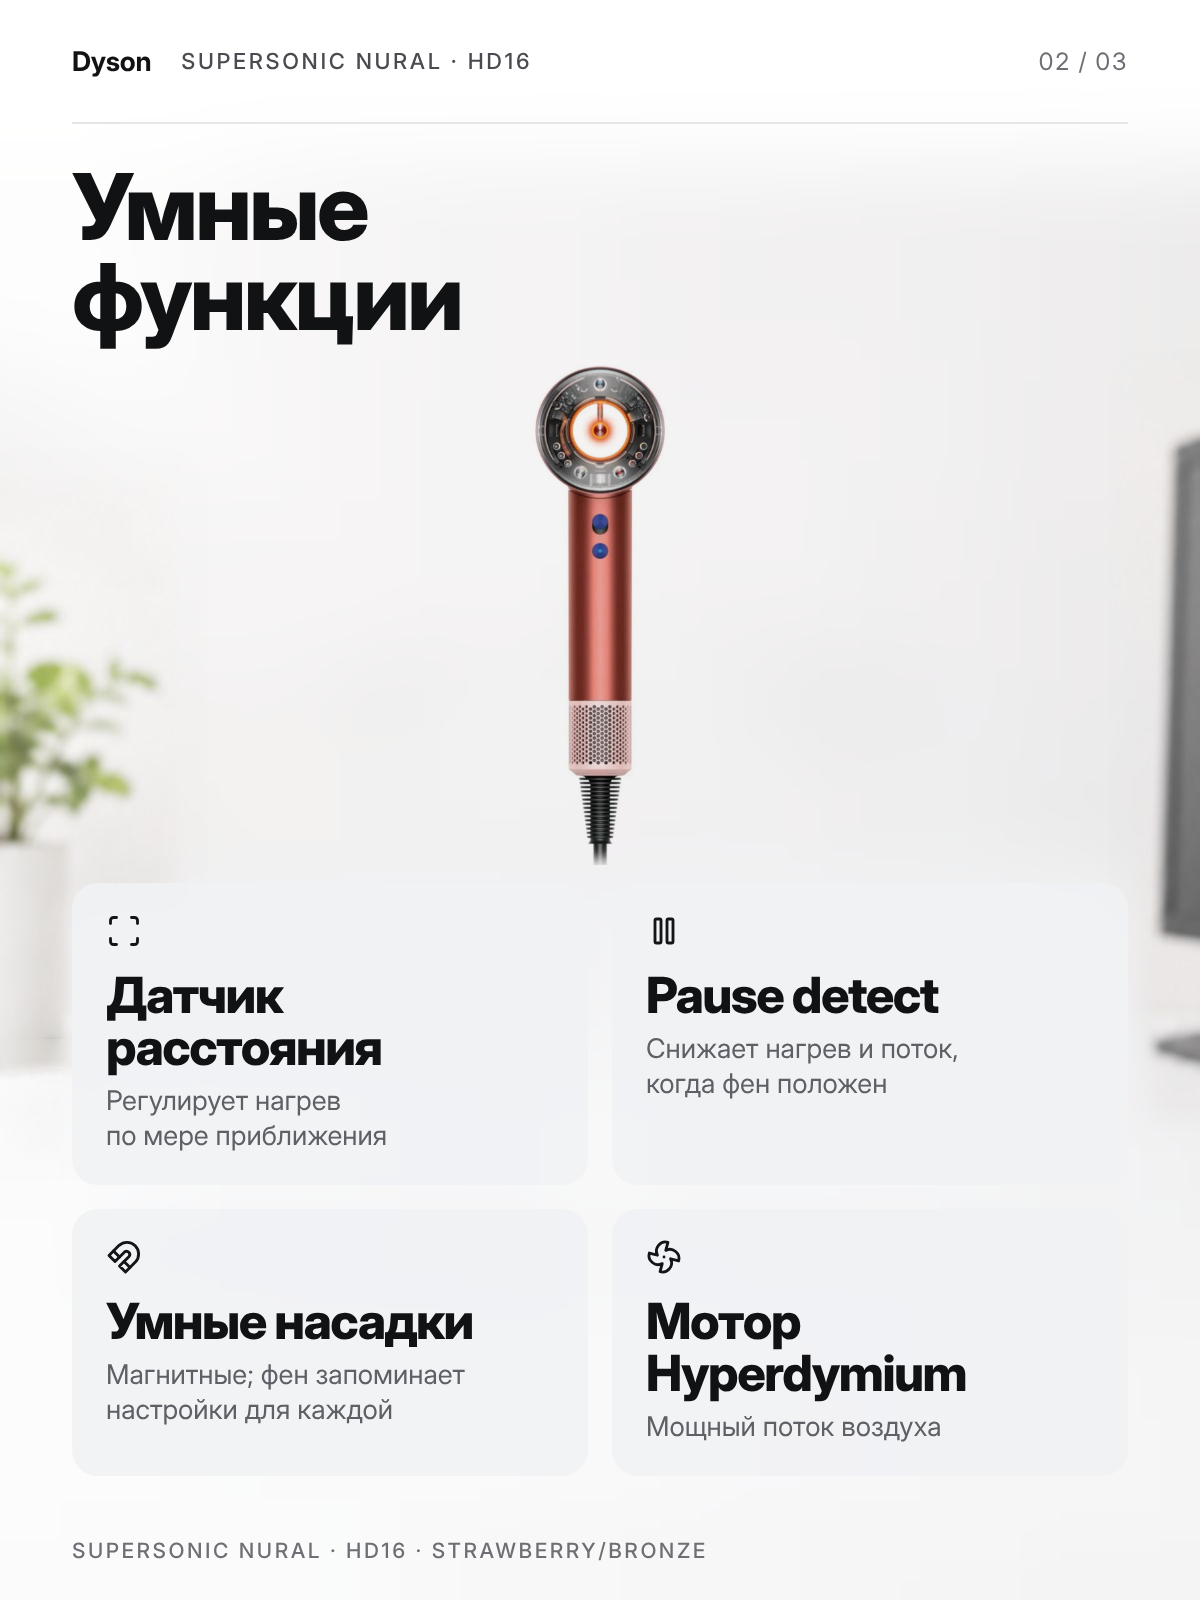 Dyson SUPERSONIC NURAL · HD16 02 / 03
Умные
функции
Датчик
расстояния
Регулирует нагрев
по мере приближения
Pause detect
Снижает нагрев и поток,
когда фен положен
Умные насадки
Магнитные; фен запоминает
настройки для каждой
Мотор
Hyperdymium
Мощный поток воздуха
SUPERSONIC NURAL · HD16 · STRAWBERRY/BRONZE